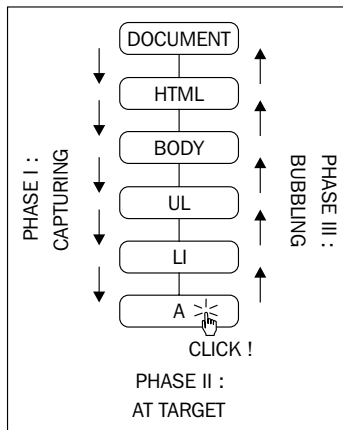 DOCUMENT
HTML
BODY
UL
LI
A
CLICK !
PHASE I :
CAPTURING
PHASE II :
AT TARGET
PHASE III :
BUBBLING